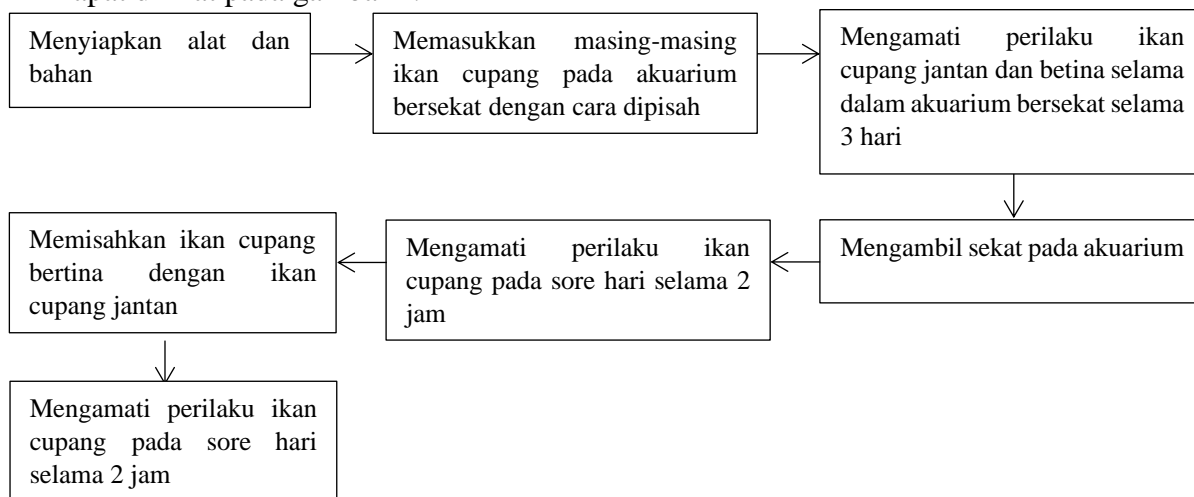 pada gambar
Menyiapkan alat dan
bahan
Memasukkan masing-masing
ikan cupang pada akuarium
bersekat dengan cara dipisah
Mengamati perilaku ikan
cupang jantan dan betina selama
dalam akuarium bersekat selama
3 hari
Mengambil sekat pada akuarium
Mengamati perilaku ikan
cupang pada sore hari selama 2
jam
Memisahkan ikan cupang
bertina dengan ikan
cupang jantan
Mengamati perilaku ikan
cupang pada sore hari
selama 2 jam